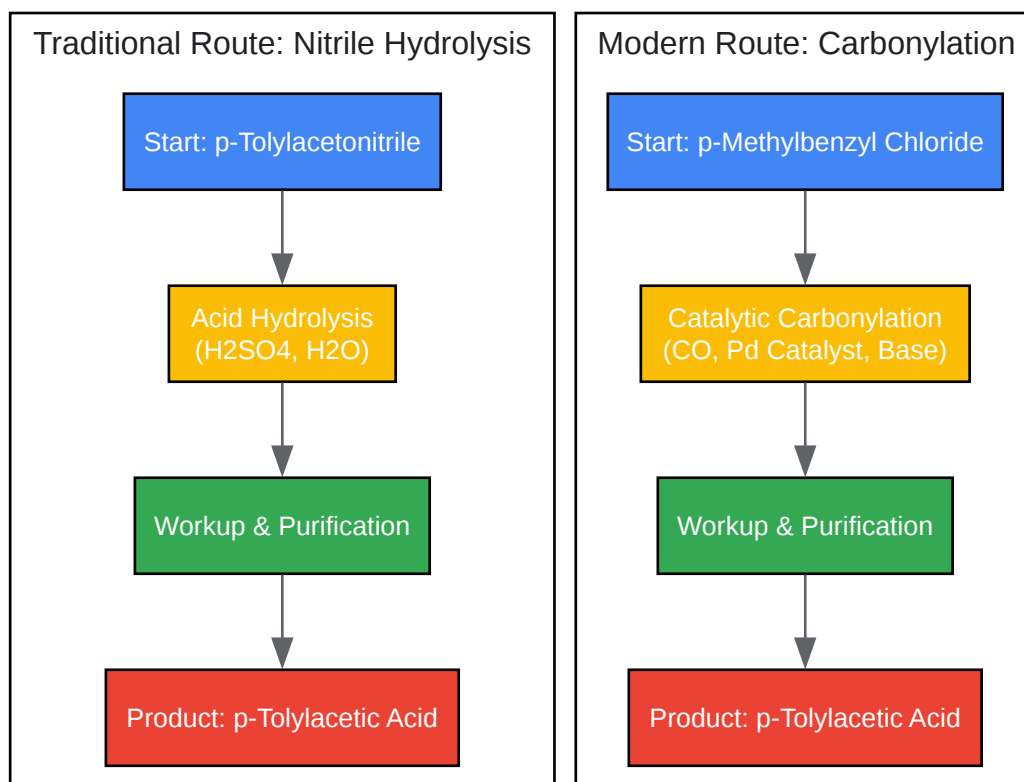 Traditional Route: Nitrile Hydrolysis
Start: p-Tolylacetonitrile
Acid Hydrolysis
(H2SO4, H2O)
Workup & Purification
Product: p-Tolylacetic Acid
Modern Route: Carbonylation
Start: p-Methylbenzyl Chloride
Catalytic Carbonylation
(CO, Pd Catalyst, Base)
Workup & Purification
Product: p-Tolylacetic Acid